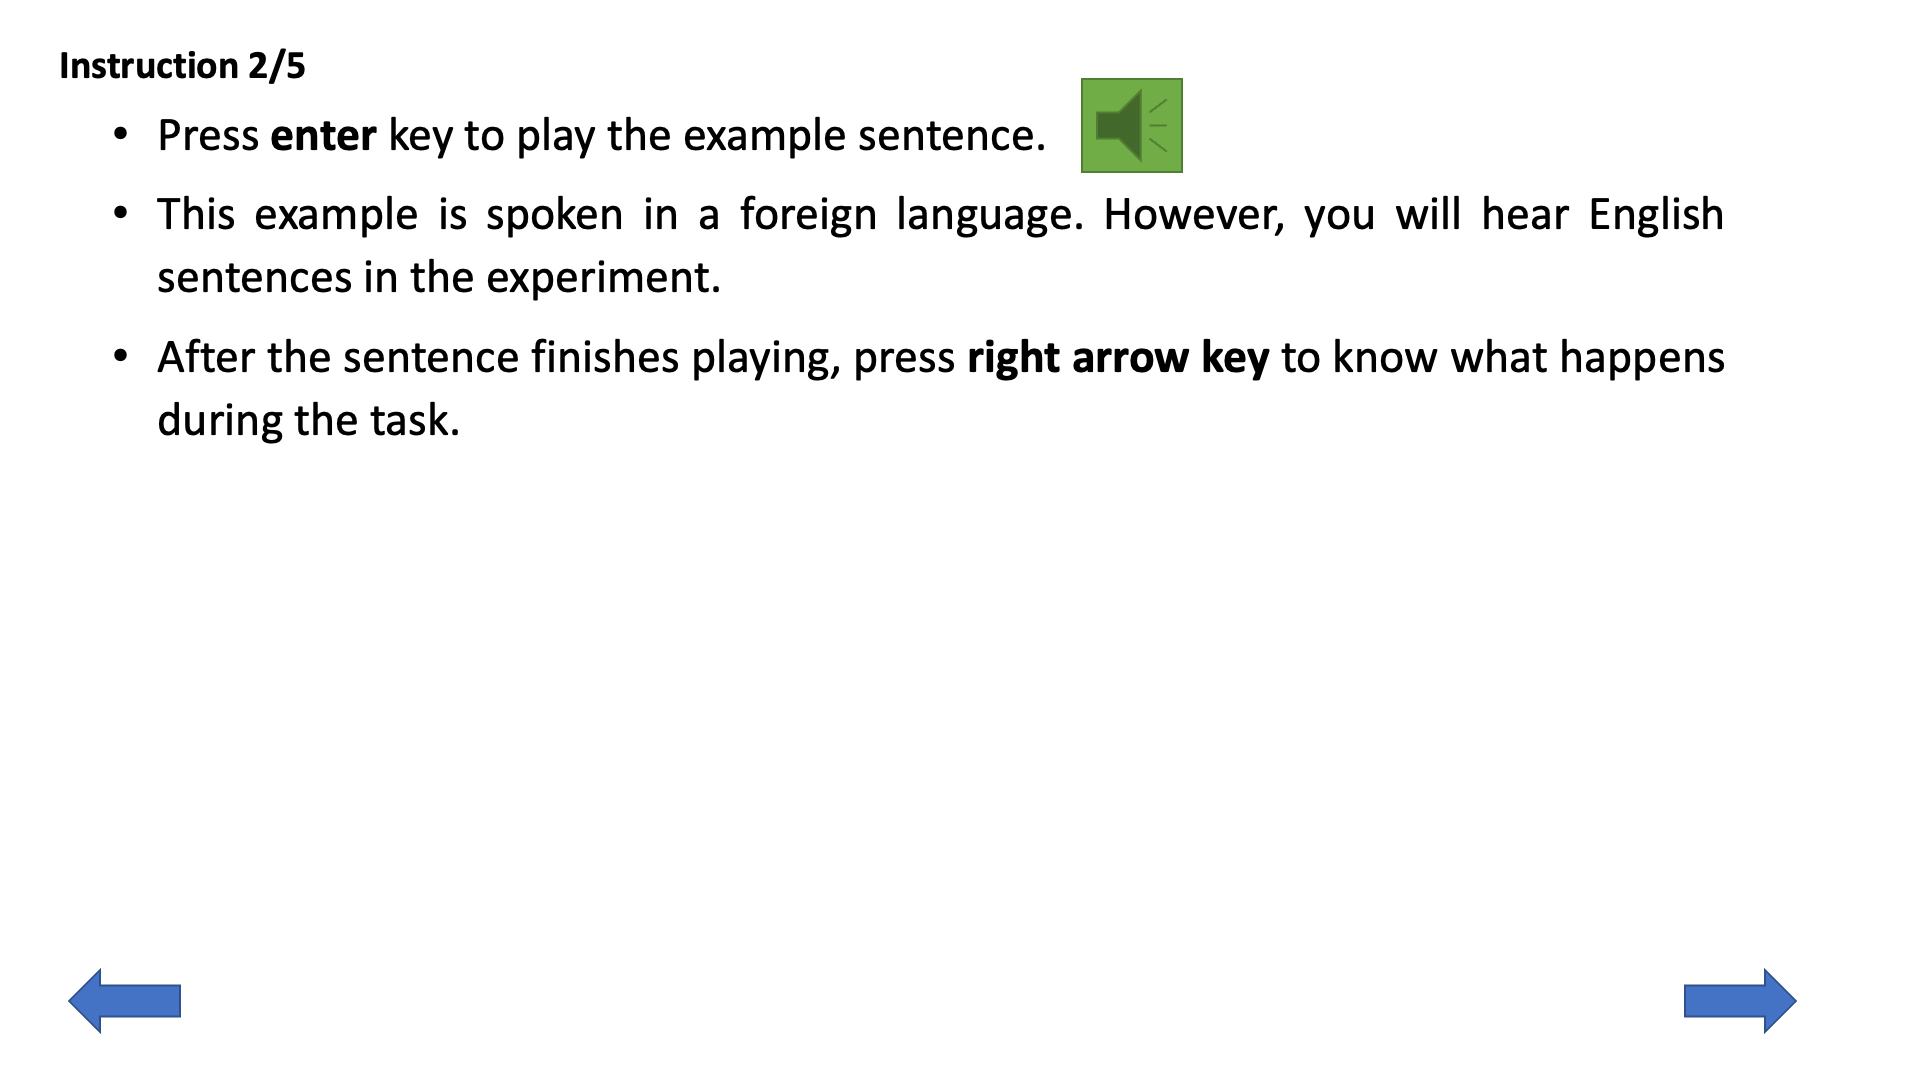 Instruction 2/5
• Press enter key to play the example sentence.
• This example is spoken in a foreign language. However, you will hear English
sentences in the experiment.
• After the sentence finishes playing, press right arrow key to know what happens
during the task.